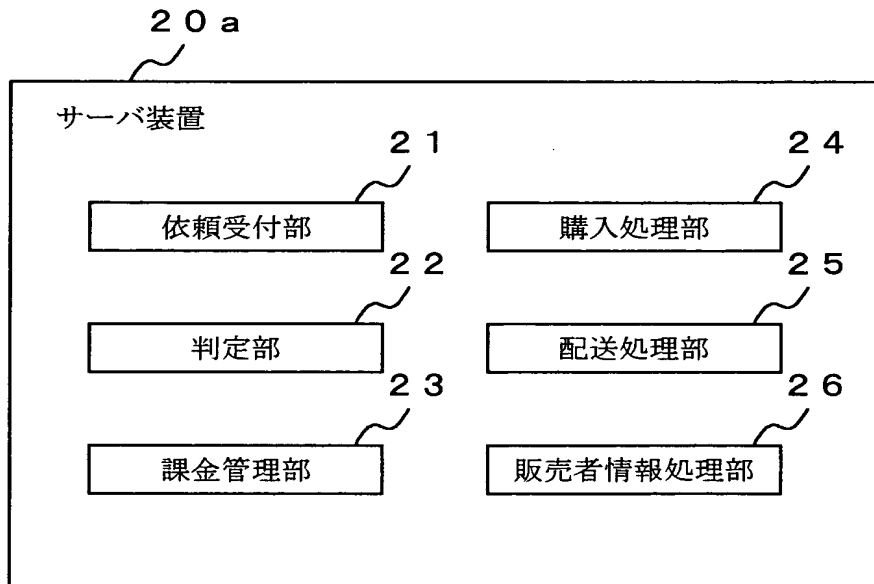 ２０ａ
サーバ装置
２１
依頼受付部
２２
判定部
２３
課金管理部
２４
購入処理部
２５
配送処理部
２６
販売者情報処理部